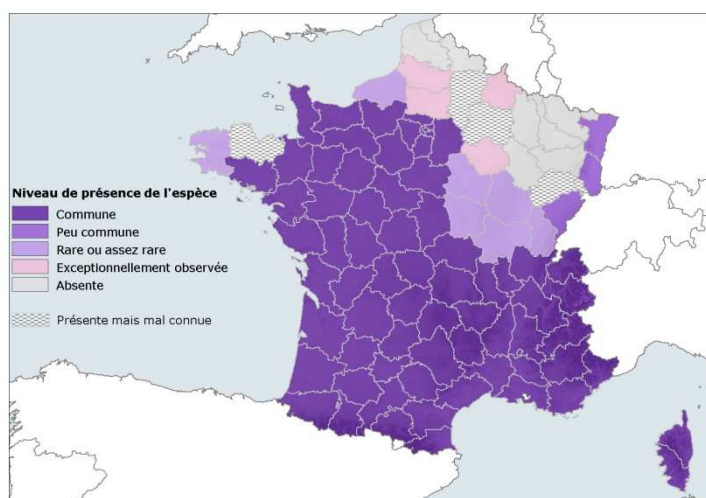 Niveau de présence de l'espèce
Commune
Peu commune
Rare ou assez rare
Exceptionnellement observée
Absente
Présente mais mal connue